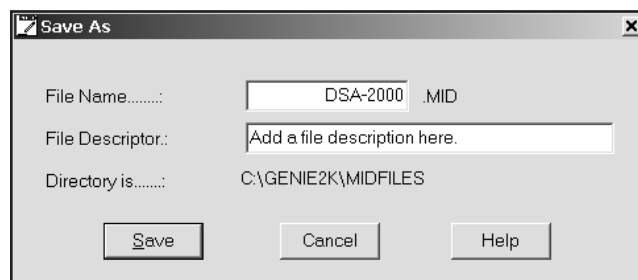 Save As
File Name.......: DSA-2000 .MID
File Descriptor.: Add a file description here.
Directory is......: C:\GENIE2K\MIDFILES
Save Cancel Help